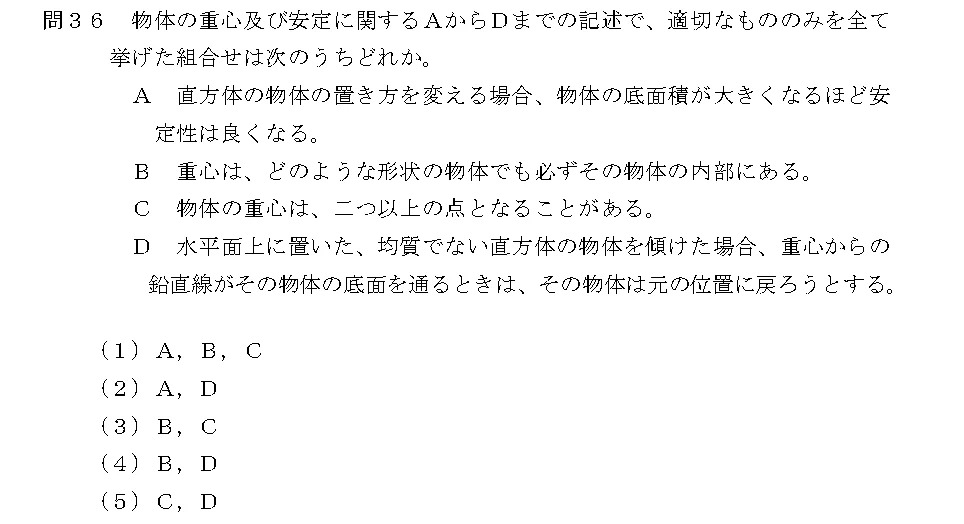 問３６　物体の重心及び安定に関するＡからＤまでの記述で、適切なもののみを全て
挙げた組合せは次のうちどれか。
Ａ　直方体の物体の置き方を変える場合、物体の底面積が大きくなるほど安
定性は良くなる。
Ｂ　重心は、どのような形状の物体でも必ずその物体の内部にある。
Ｃ　物体の重心は、二つ以上の点となることがある。
Ｄ　水平面上に置いた、均質でない直方体の物体を傾けた場合、重心からの
鉛直線がその物体の底面を通るときは、その物体は元の位置に戻ろうとする。
（１）Ａ，Ｂ，Ｃ
（２）Ａ，Ｄ
（３）Ｂ，Ｃ
（４）Ｂ，Ｄ
（５）Ｃ，Ｄ